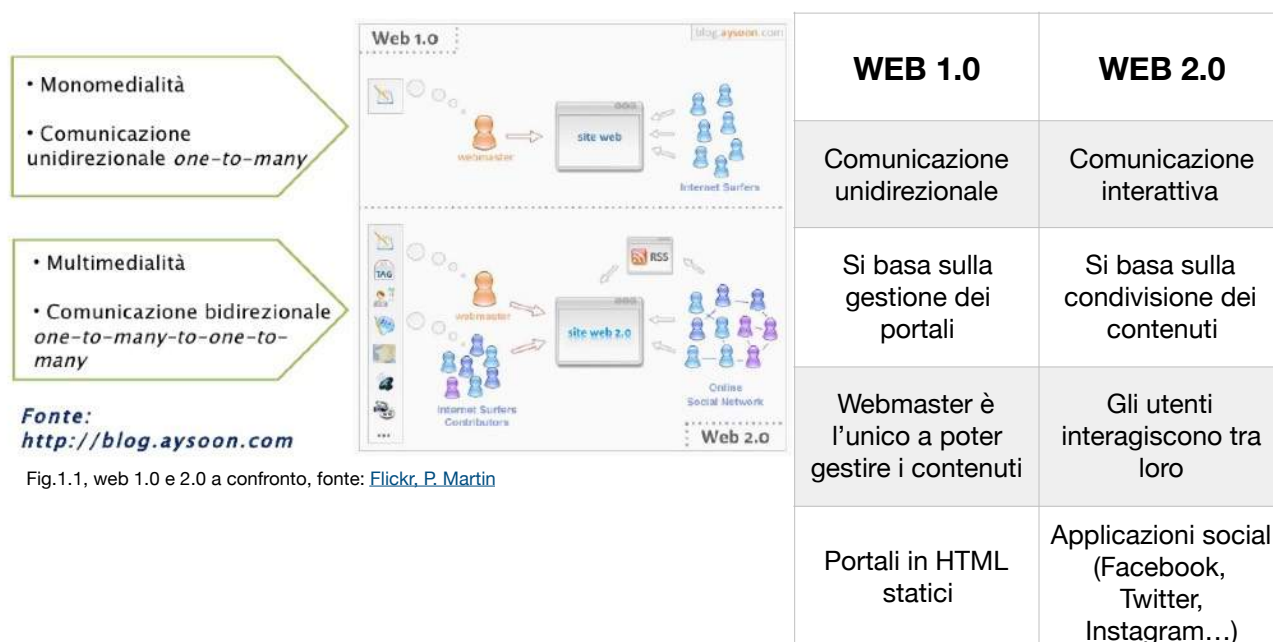 • Monomedialità
• Comunicazione
unidirezionale one-to-many
• Multimedialità
• Comunicazione bidirezionale
one-to-many-to-one-to-
many
Fonte:
http://blog.aysoon.com
Web 1.0
blog.aysoon.com
webmaster
site web
Internet Surfers
TAG
webmaster
RSS
site web 2.0
Internet Surfers
Contributors
Online
Social Network
...
Web 2.0
Fig.1.1, web 1.0 e 2.0 a confronto, fonte: Flickr, P. Martin
WEB 1.0
WEB 2.0
Comunicazione
unidirezionale
Comunicazione
interattiva
Si basa sulla
gestione dei
portali
Si basa sulla
condivisione dei
contenuti
Webmaster è
l’unico a poter
gestire i contenuti
Gli utenti
interagiscono tra
loro
Portali in HTML
statici
Applicazioni social
(Facebook,
Twitter,
Instagram…)